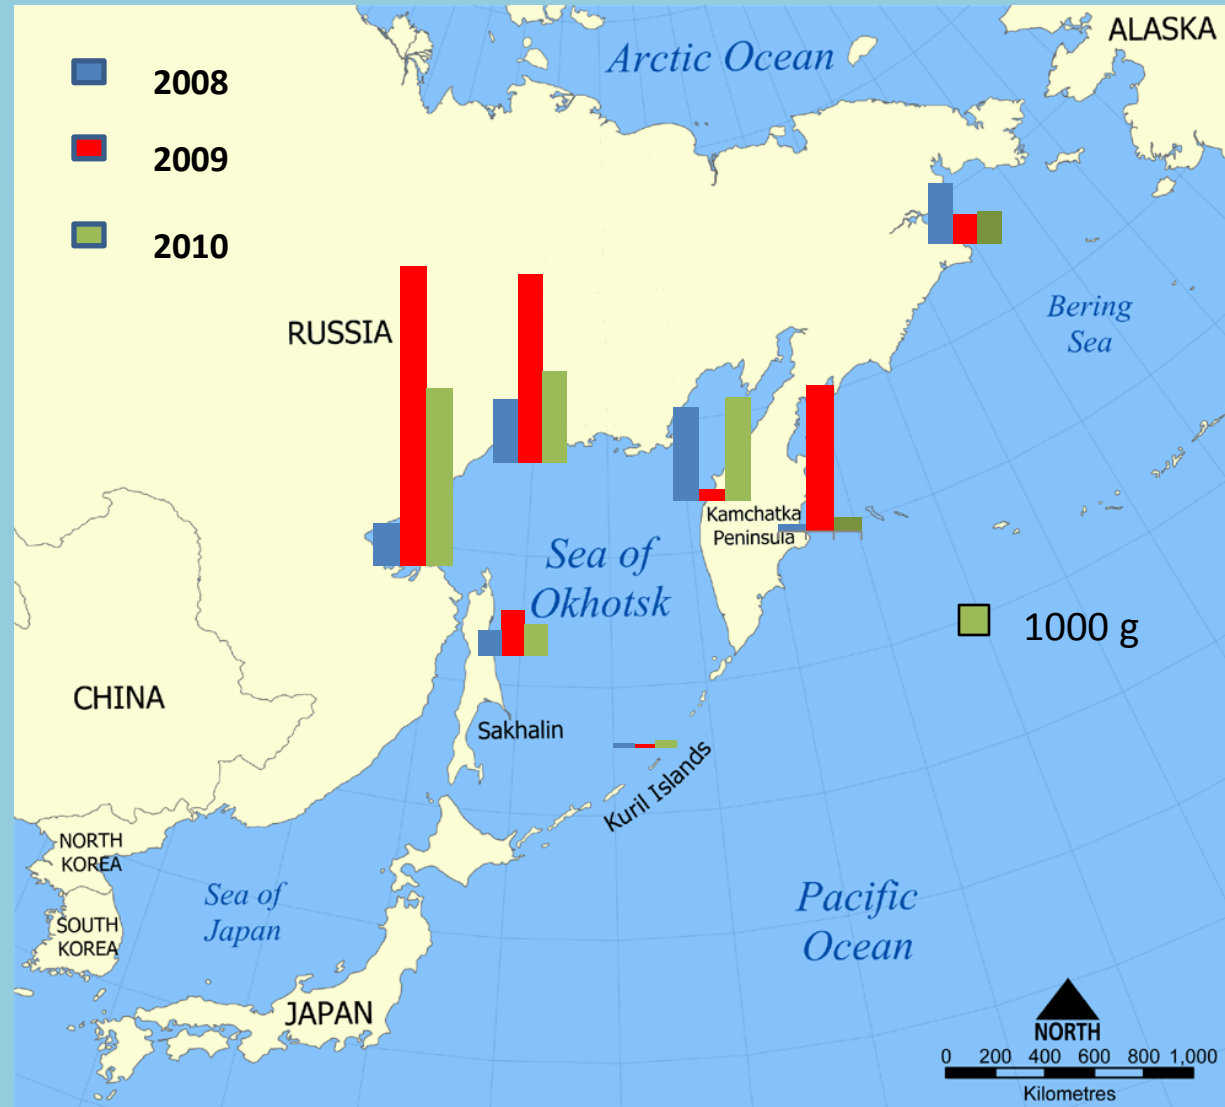 Arctic Ocean
ALASKA
2008
2009
2010
RUSSIA
Bering
Sea
Kamchatka
Peninsula
Sea of
Okhotsk
1000 g
CHINA
Sakhalin
Kuril Islands
NORTH
KOREA
Sea of
Japan
SOUTH
KOREA
Pacific
Ocean
JAPAN
NORTH
0 200 400 600 800 1,000
Kilometres